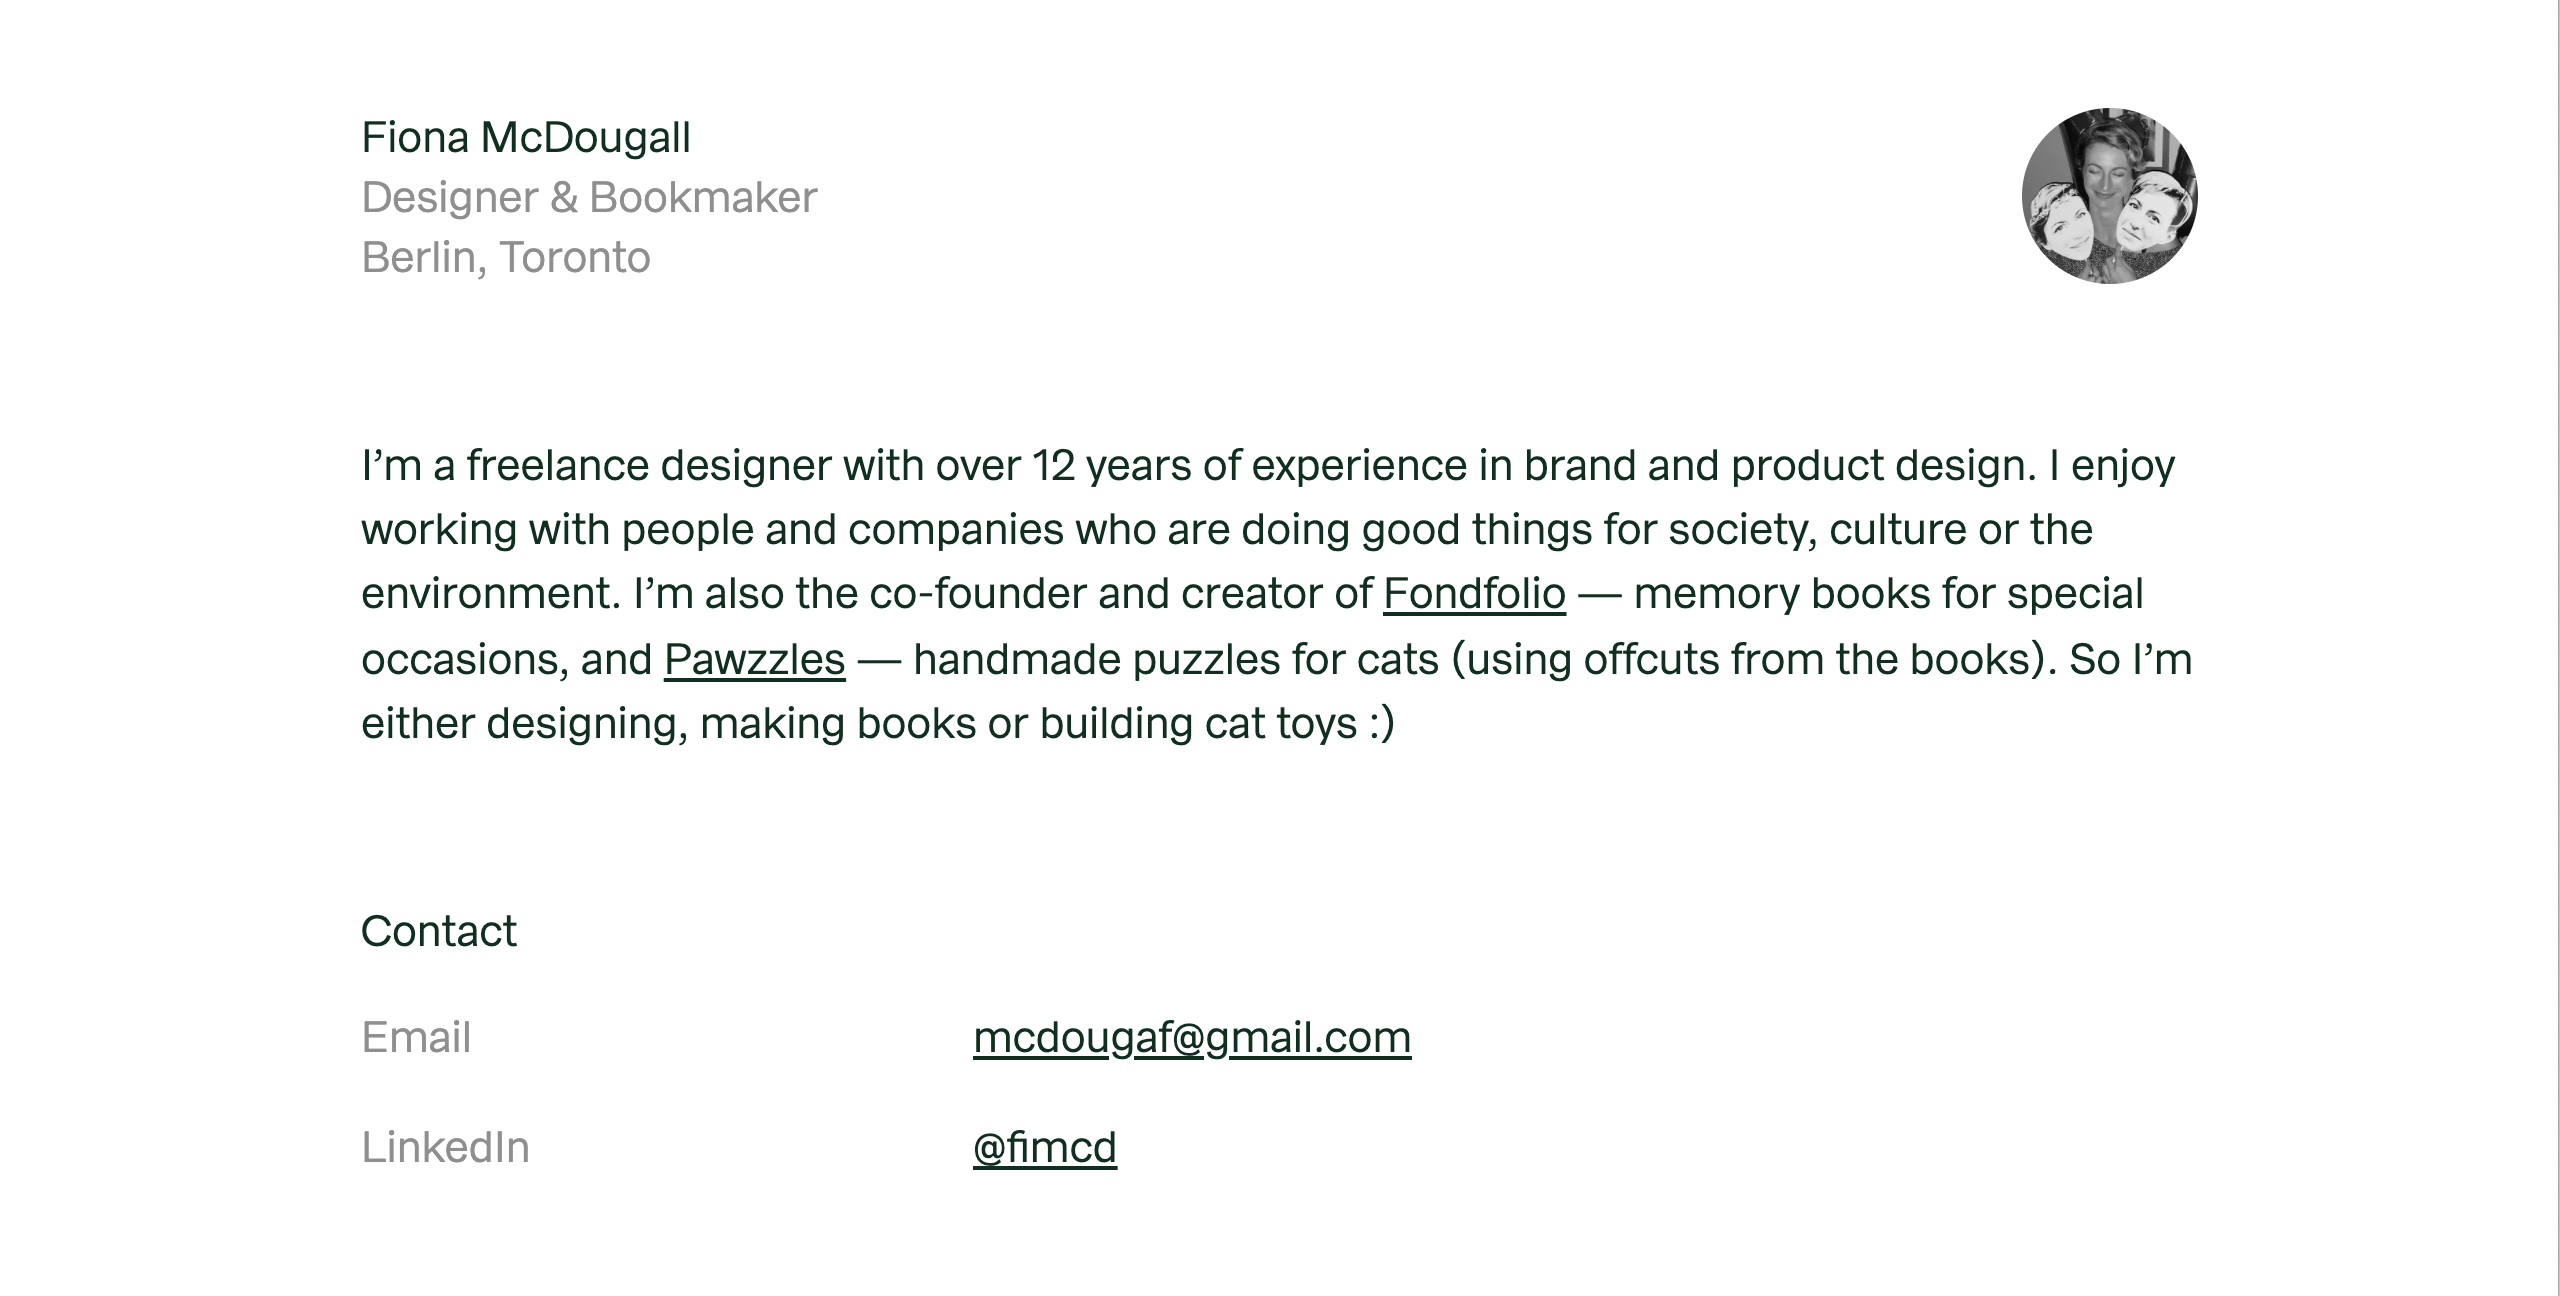 Fiona McDougall
Designer & Bookmaker
Berlin, Toronto
I’m a freelance designer with over 12 years of experience in brand and product design. I enjoy
working with people and companies who are doing good things for society, culture or the
environment. I’m also the co-founder and creator of Fondfolio — memory books for special
occasions, and Pawzzles — handmade puzzles for cats (using offcuts from the books). So I’m
either designing, making books or building cat toys :)
Contact
Email mcdougaf@gmail.com
LinkedIn @fimcd